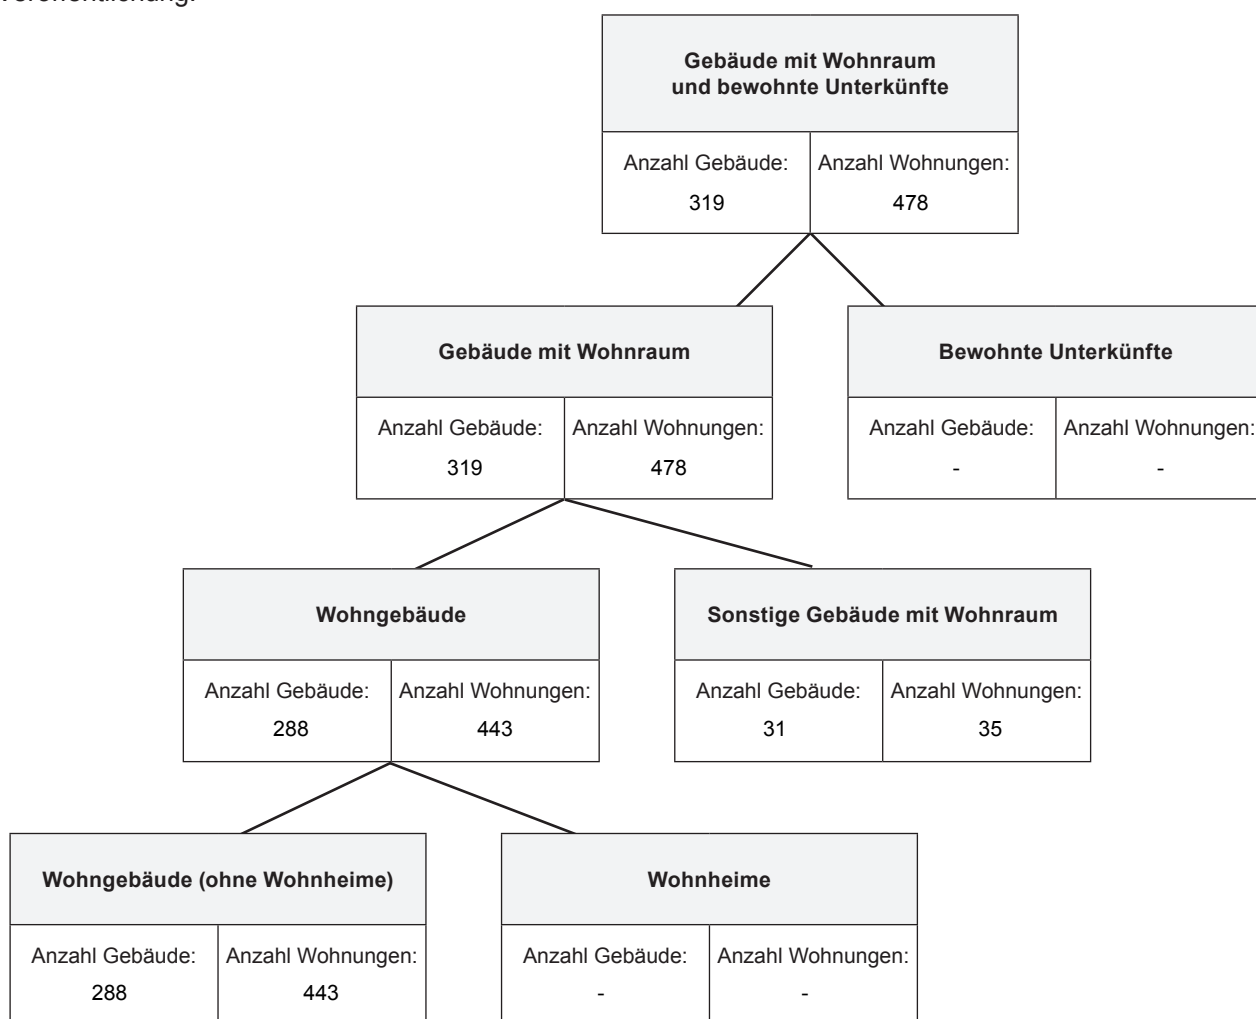 Veröffentlichung.
Gebäude mit Wohnraum
und bewohnte Unterkünfte
Anzahl Gebäude: Anzahl Wohnungen:
319 478
Gebäude mit Wohnraum Bewohnte Unterkünfte
Anzahl Gebäude: Anzahl Wohnungen: Anzahl Gebäude: Anzahl Wohnungen:
319 478 - -
Wohngebäude Sonstige Gebäude mit Wohnraum
Anzahl Gebäude: Anzahl Wohnungen: Anzahl Gebäude: Anzahl Wohnungen:
288 443 31 35
Wohngebäude (ohne Wohnheime) Wohnheime
Anzahl Gebäude: Anzahl Wohnungen: Anzahl Gebäude: Anzahl Wohnungen:
288 443 - -